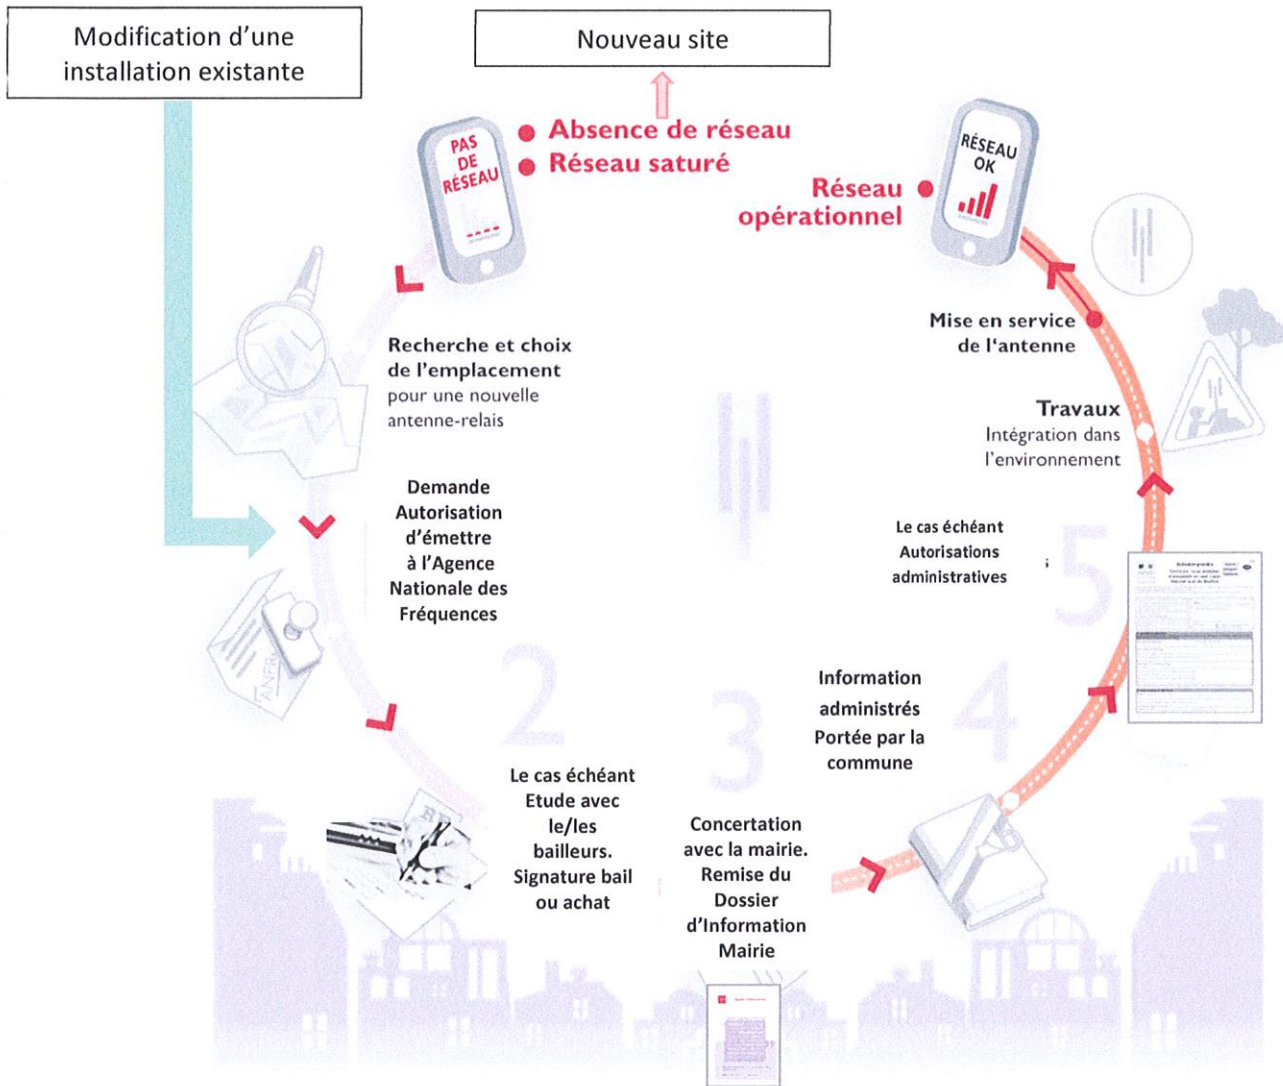 Modification d'une
installation existante
Nouveau site
PAS
DE
RÉSEAU
Absence de réseau
Réseau saturé
RÉSEAU
OK
Réseau
opérationnel
Mise en service
de l'antenne
Recherche et choix
de l'emplacement
pour une nouvelle
antenne-relais
Travaux
Intégration dans
l'environnement
Demande
Autorisation
d'émettre
à l'Agence
Nationale des
Fréquences
ANFR
Le cas échéant
Autorisations
administratives
5
2
3
4
Information
administrés
Portée par la
commune
Le cas échéant
Etude avec
le/les
bailleurs.
Signature bail
ou achat
Concertation
avec la mairie.
Remise du
Dossier
d'Information
Mairie